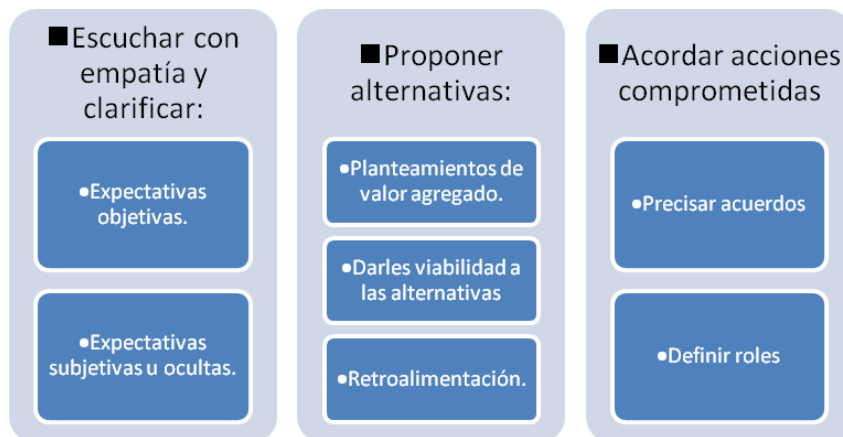 ■Escuchar con
empatía y
clarificar:
•Expectativas
objetivas.
•Expectativas
subjetivas u ocultas.
■Proponer
alternativas:
•Planteamientos de
valor agregado.
•Darles viabilidad a
las alternativas
•Retroalimentación.
■Acordar acciones
comprometidas
•Precisar acuerdos
•Definir roles